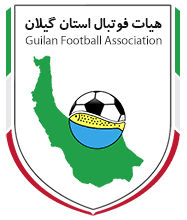 هیات فوتبال استان گیلان
Guilan Football Association